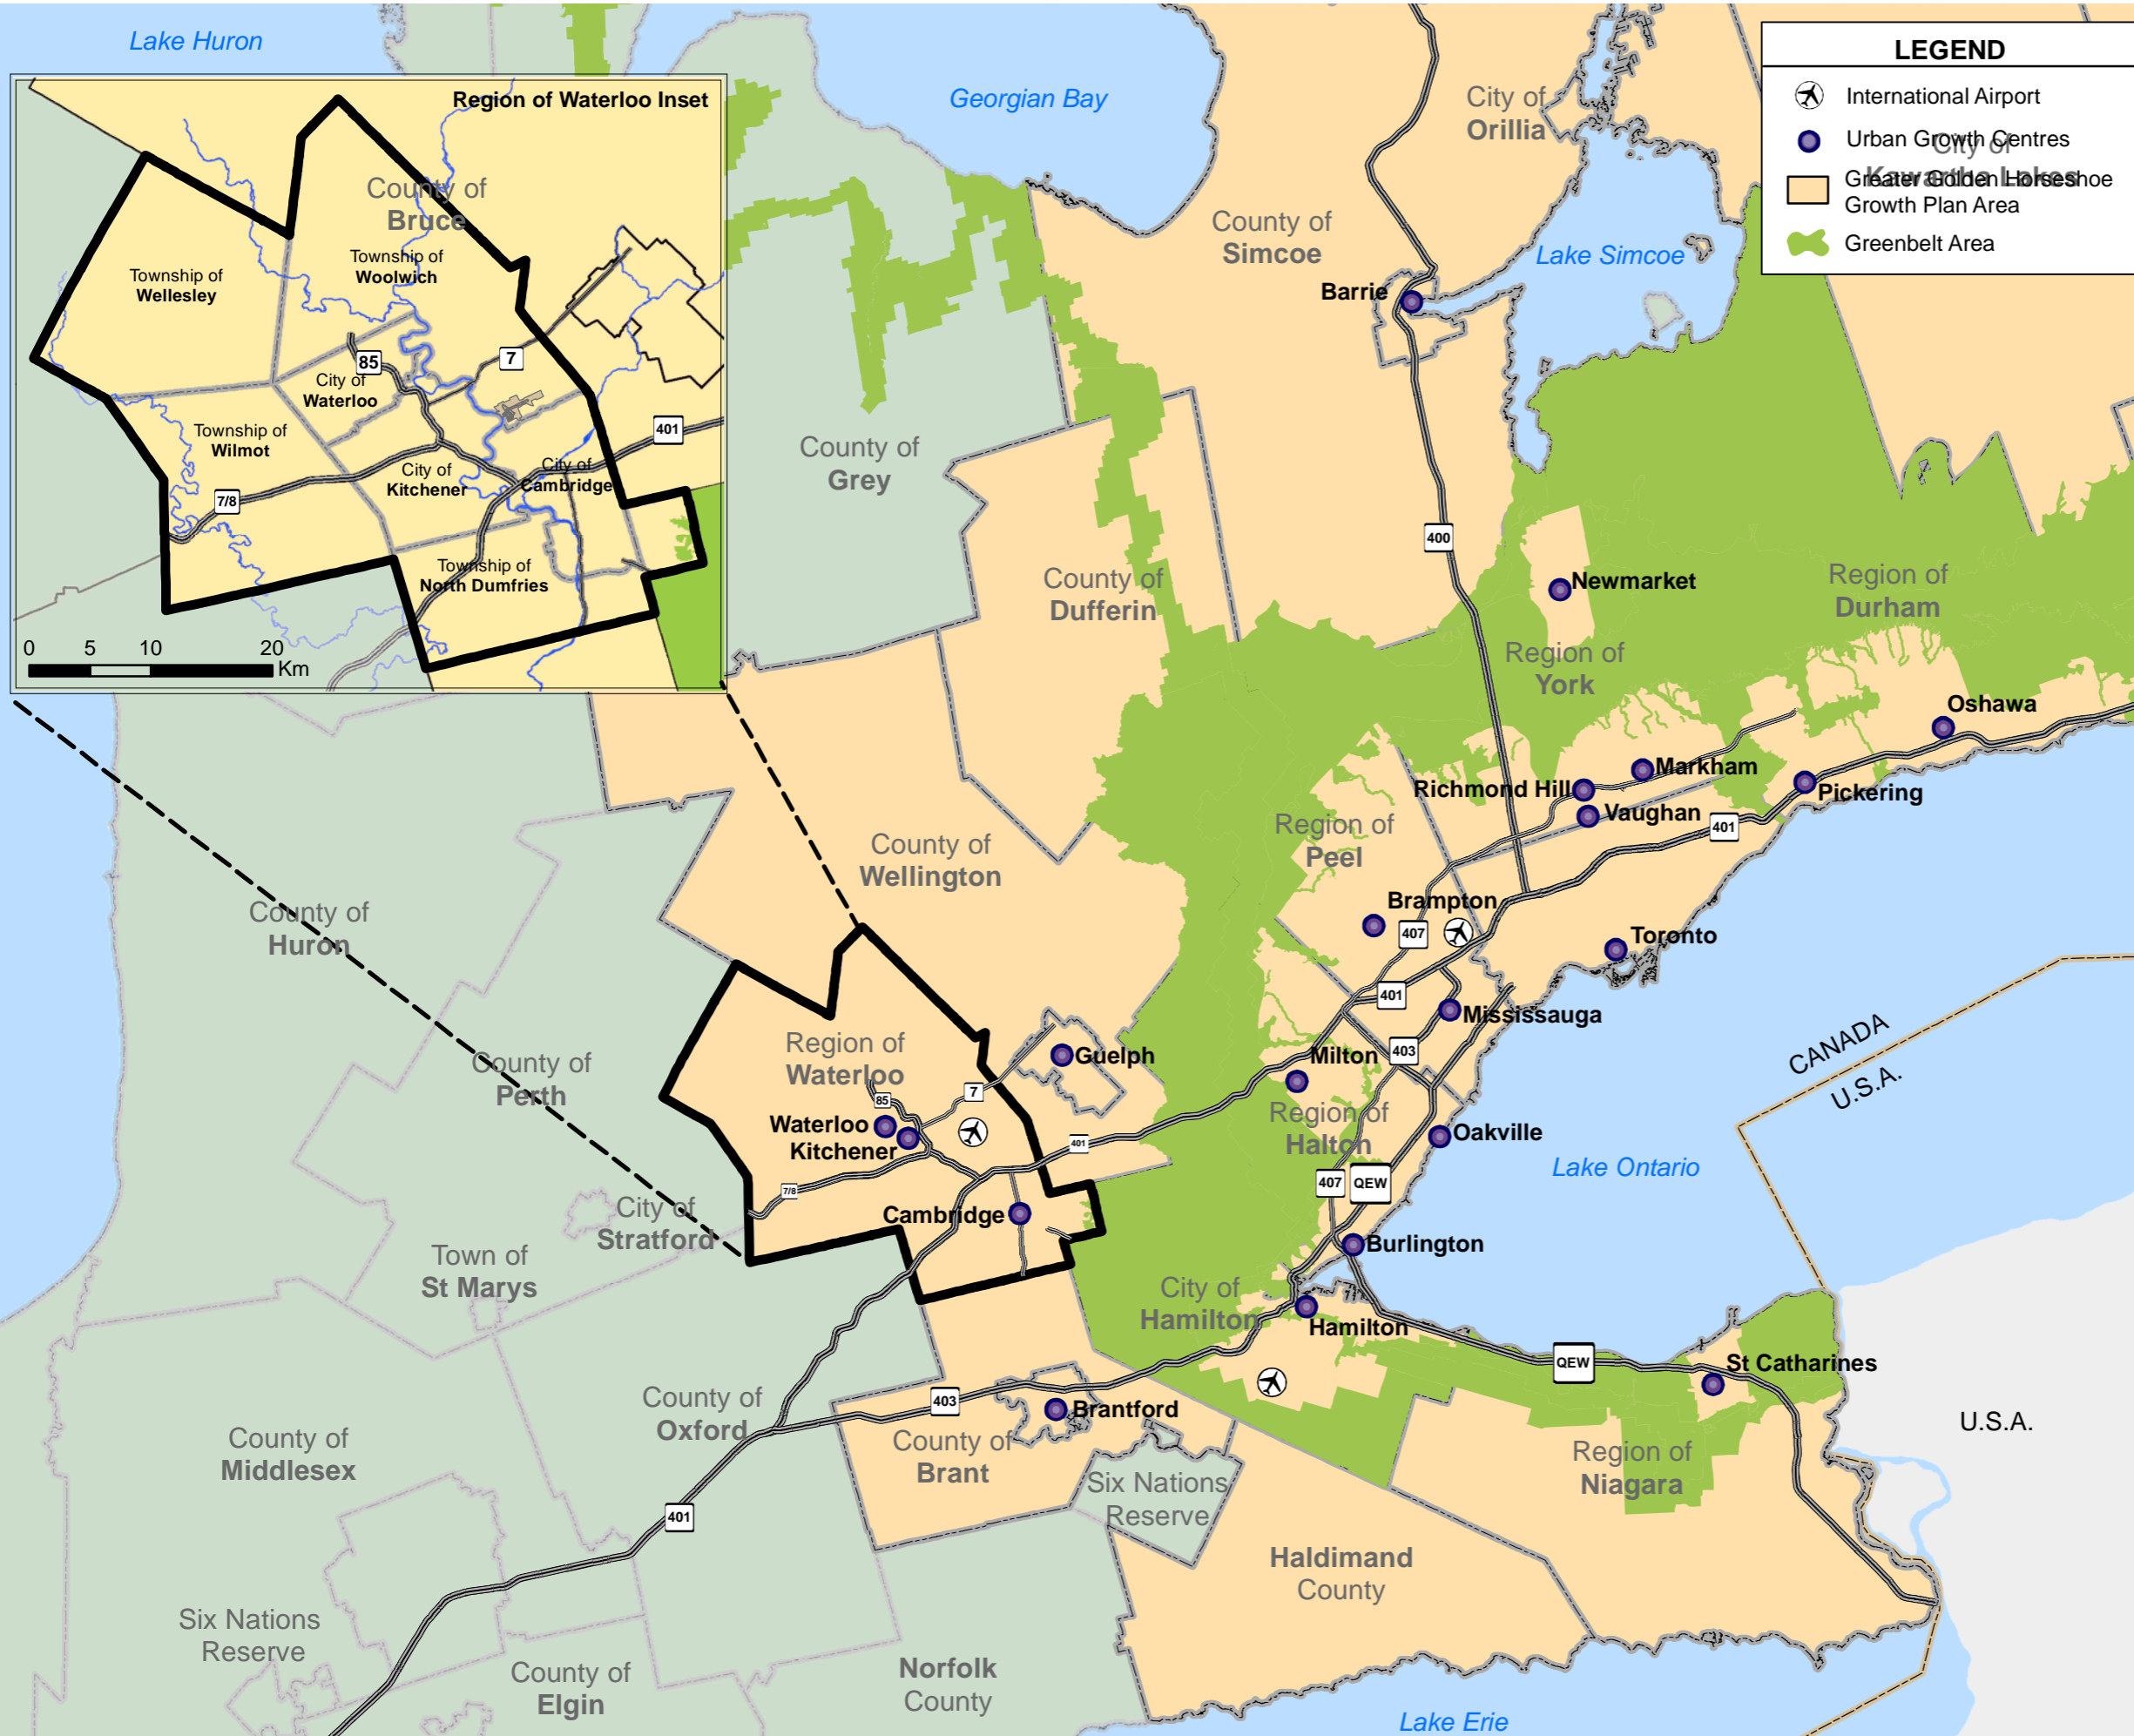 Lake Huron
Georgian Bay
City of
Orillia
LEGEND
International Airport
Urban Growth Centres
Greater Golden Horseshoe
Growth Plan Area
Greenbelt Area
City of
Kawartha Lakes
Region of Waterloo Inset
County of
Bruce
Township of
Wellesley
Township of
Woolwich
85
7
City of
Waterloo
401
Township of
Wilmot
City of
Kitchener
City of
Cambridge
7/8
Township of
North Dumfries
0 5 10 20
Km
County of
Simcoe
Lake Simcoe
Barrie
County of
Grey
400
County of
Dufferin
Newmarket
Region of
Durham
Region of
York
Oshawa
Markham
Richmond Hill
Pickering
Vaughan
401
Region of
Peel
County of
Wellington
Brampton
407
Toronto
County of
Huron
401
Mississauga
CANADA
U.S.A.
Region of
Waterloo
Guelph
Milton
403
County of
Perth
85
7
Waterloo
Kitchener
401
Region of
Halton
Oakville
Lake Ontario
407
QEW
7/8
City of
Stratford
Cambridge
Burlington
Town of
St Marys
City of
Hamilton
Hamilton
QEW
St Catharines
County of
Oxford
403
Brantford
U.S.A.
County of
Middlesex
County of
Brant
Region of
Niagara
Six Nations
Reserve
401
Haldimand
County
Six Nations
Reserve
County of
Elgin
Norfolk
County
Lake Erie